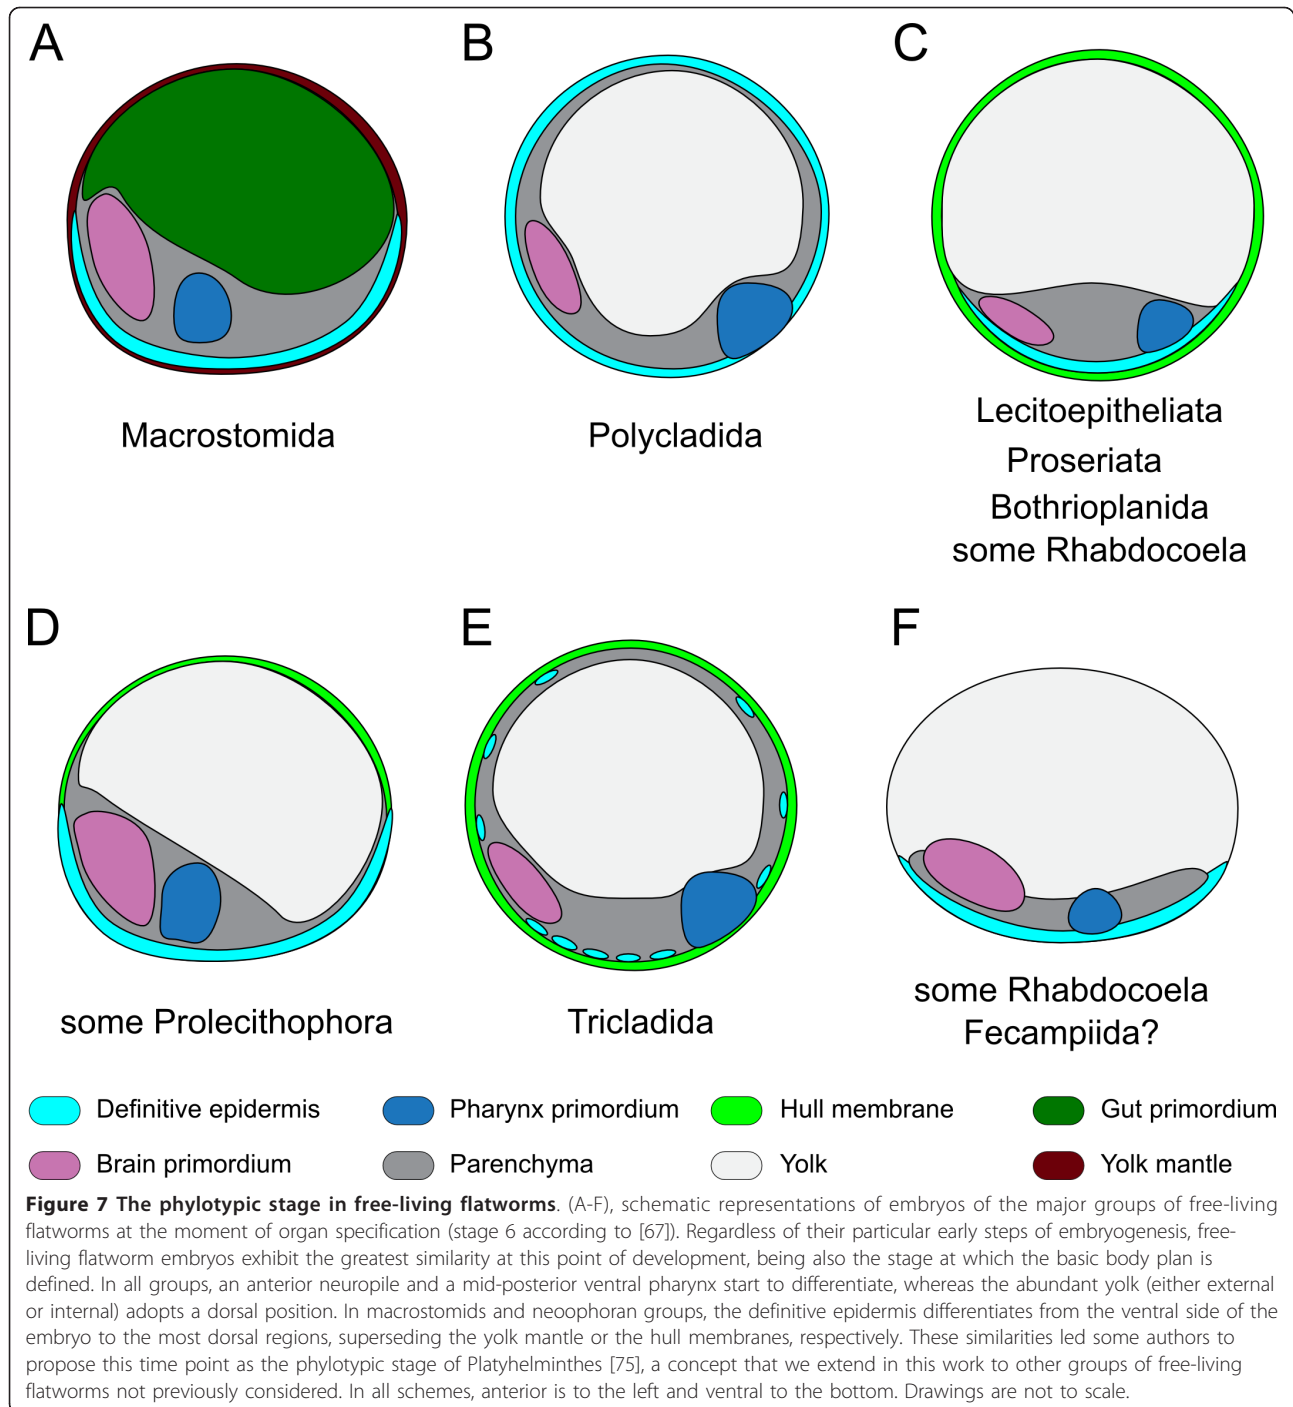 A
B
C
Macrostomida
Polycladida
Lecitoepitheliata
Proseriata
Bothrioplanida
some Rhabdocoela
D
E
F
some Prolecithophora
Tricladida
some Rhabdocoela
Fecampiida?
Definitive epidermis
Pharynx primordium
Hull membrane
Gut primordium
Brain primordium
Parenchyma
Yolk
Yolk mantle
Figure 7 The phylotypic stage in free-living flatworms. (A-F), schematic representations of embryos of the major groups of free-living
flatworms at the moment of organ specification (stage 6 according to [67]). Regardless of their particular early steps of embryogenesis, free-
living flatworm embryos exhibit the greatest similarity at this point of development, being also the stage at which the basic body plan is
defined. In all groups, an anterior neuropile and a mid-posterior ventral pharynx start to differentiate, whereas the abundant yolk (either external
or internal) adopts a dorsal position. In macrostomids and neoophoran groups, the definitive epidermis differentiates from the ventral side of the
embryo to the most dorsal regions, superseding the yolk mantle or the hull membranes, respectively. These similarities led some authors to
propose this time point as the phylotypic stage of Platyhelminthes [75], a concept that we extend in this work to other groups of free-living
flatworms not previously considered. In all schemes, anterior is to the left and ventral to the bottom. Drawings are not to scale.